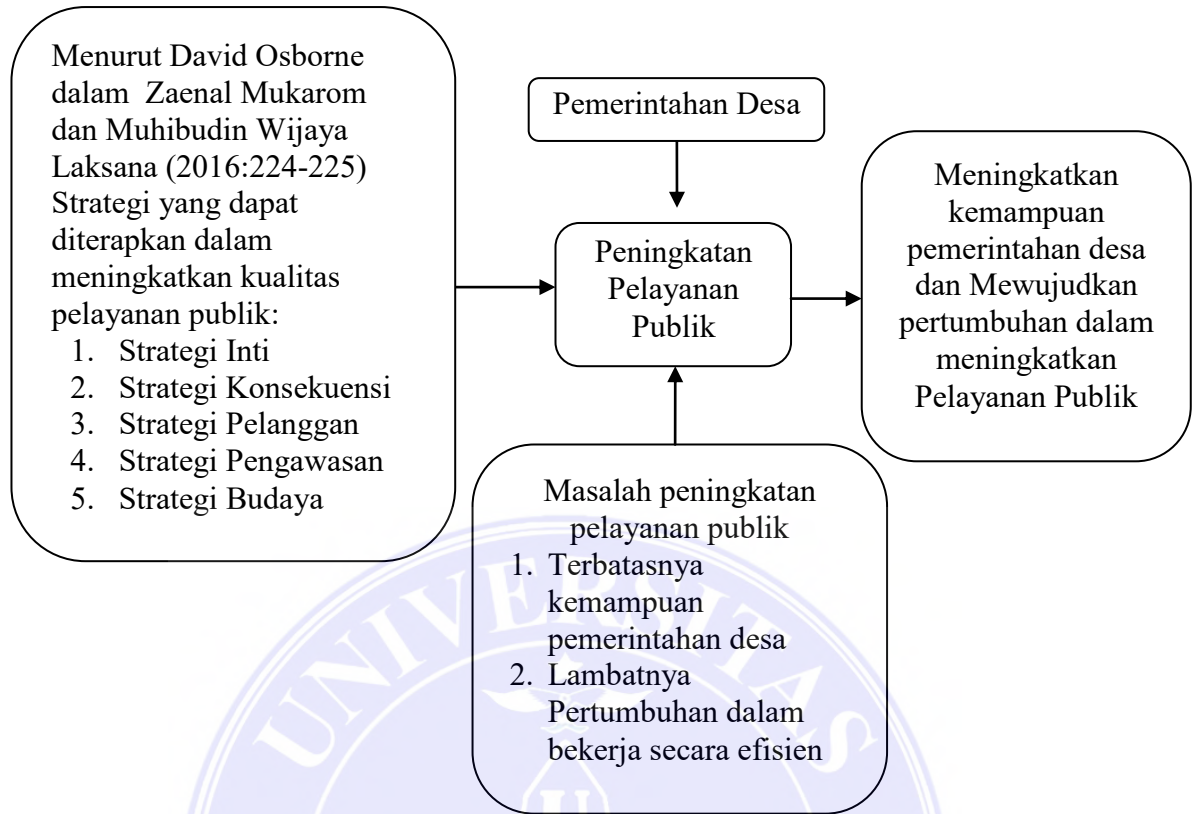 Menurut David Osborne
dalam Zaenal Mukarom
dan Muhibudin Wijaya
Laksana (2016:224-225)
Strategi yang dapat
diterapkan dalam
meningkatkan kualitas
pelayanan publik:
1. Strategi Inti
2. Strategi Konsekuensi
3. Strategi Pelanggan
4. Strategi Pengawasan
5. Strategi Budaya
Pemerintahan Desa
Peningkatan
Pelayanan
Publik
Meningkatkan
kemampuan
pemerintahan desa
dan Mewujudkan
pertumbuhan dalam
meningkatkan
Pelayanan Publik
Masalah peningkatan
pelayanan publik
1. Terbatasnya
kemampuan
pemerintahan desa
2. Lambatnya
Pertumbuhan dalam
bekerja secara efisien
UNIVERSITAS
U